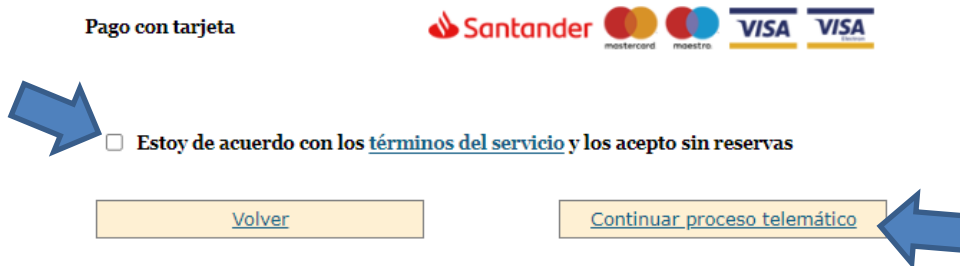 Pago con tarjeta
Santander
mastercard
maestro
VISA
VISA
Electron
Estoy de acuerdo con los términos del servicio y los acepto sin reservas
Volver
Continuar proceso telemático